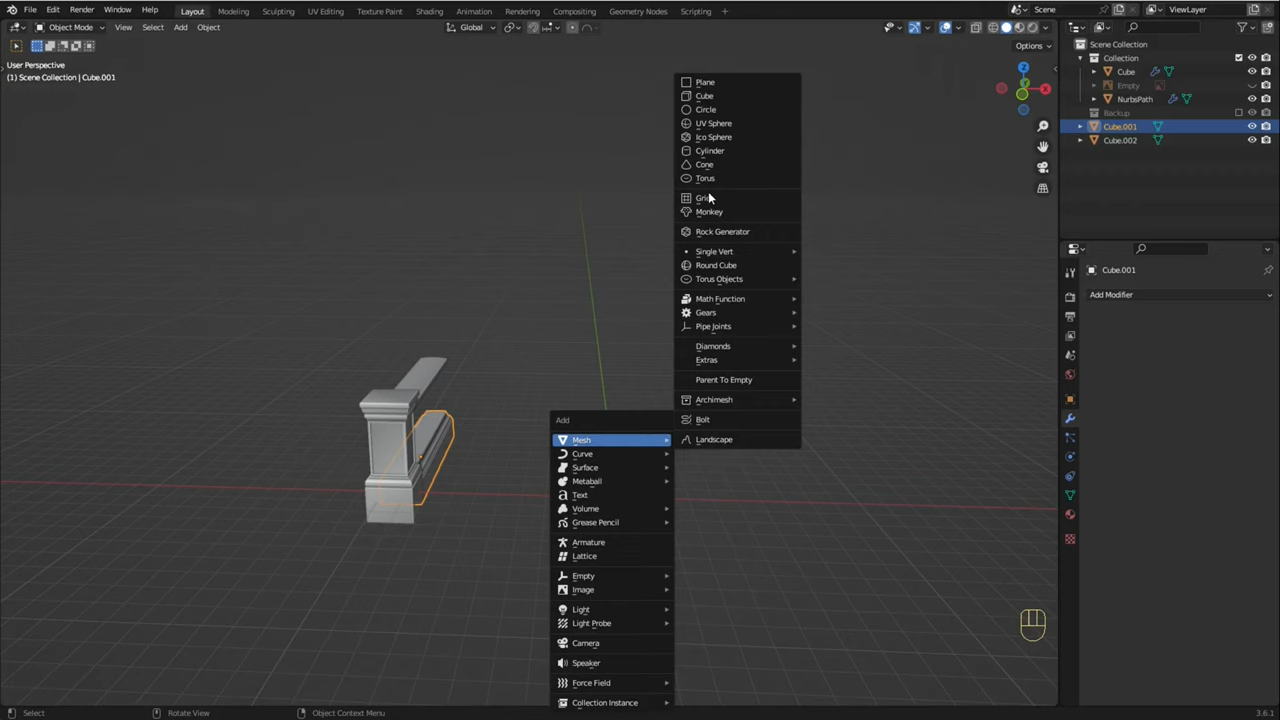 File Edit Render Window Help Layout Modeling Sculpting UV Editing Texture Paint Shading Animation Rendering Compositing Geometry Nodes Scripting + Scene ViewLayer
Object Mode View Select Add Object Global
Options
User Perspective
(1) Scene Collection | Cube.001
Z
X
Scene Collection
Collection
Cube
Empty
NurbsPath
Backup
Cube.001
Cube.002
Cube.001
Add Modifier
Plane
Cube
Circle
UV Sphere
Ico Sphere
Cylinder
Cone
Torus
Grid
Monkey
Rock Generator
Single Vert
Round Cube
Torus Objects
Math Function
Gears
Pipe Joints
Diamonds
Extras
Parent To Empty
Archimesh
Bolt
Landscape
Add
Mesh
Curve
Surface
Metaball
Text
Volume
Grease Pencil
Armature
Lattice
Empty
Image
Light
Light Probe
Camera
Speaker
Force Field
Collection Instance
Select Rotate View Object Context Menu 3.6.1